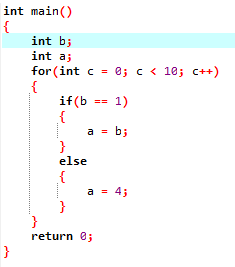 int main()
{
    int b;
    int a;
    for(int c = 0; c < 10; c++)
    {
        if(b == 1)
        {
            a = b;
        }
        else
        {
            a = 4;
        }
    }
    return 0;
}